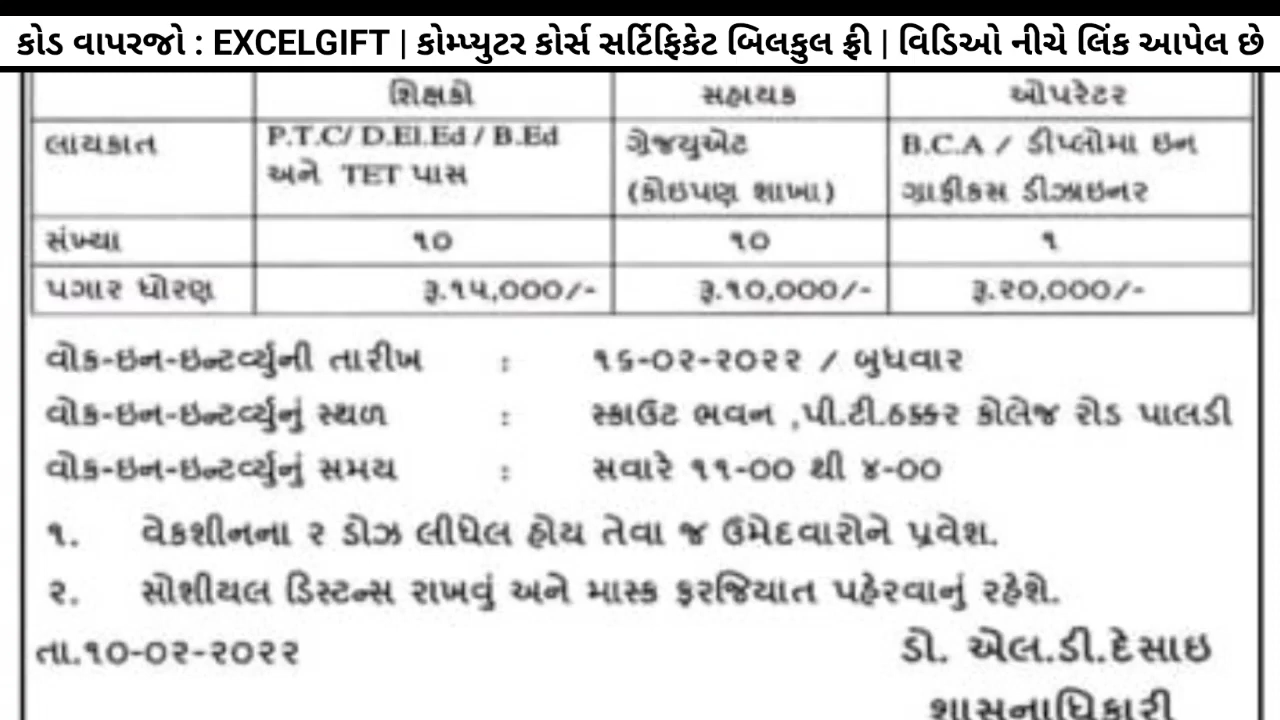 કોડ વાપરજો : EXCELGIFT | કોમ્પ્યુટર કોર્સ સર્ટિફિકેટ બિલકુલ ફ્રી | વિડિઓ નીચે લિંક આપેલ છે
શિક્ષકો સહાયક ઓપરેટર
લાયકાત P.T.C/ D.El.Ed / B.Ed ગ્રેજયુએટ B.C.A / ડીપ્લોમા ઇન
અને TET પાસ (કોઇપણ શાખા) ગ્રાફીકસ ડીઝાઇનર
સંખ્યા ૧૦ ૧૦ ૧
પગાર ધોરણ રૂ.૧૫,૦૦૦/- રૂ.૧૦,૦૦૦/- રૂ.૨૦,૦૦૦/-
વોક-ઇન-ઇન્ટર્વ્યુની તારીખ : ૧૬-૦૨-૨૦૨૨ / બુધવાર
વોક-ઇન-ઇન્ટર્વ્યુનું સ્થળ : સ્કાઉટ ભવન ,પી.ટી.ઠક્કર કોલેજ રોડ પાલડી
વોક-ઇન-ઇન્ટર્વ્યુનું સમય : સવારે ૧૧-૦૦ થી ૪-૦૦
૧. વેકશીનના ૨ ડોઝ લીધેલ હોય તેવા જ ઉમેદવારોને પ્રવેશ.
૨. સોશીયલ ડિસ્ટન્સ રાખવું અને માસ્ક ફરજિયાત પહેરવાનું રહેશે.
તા.૧૦-૦૨-૨૦૨૨ ડો. એલ.ડી.દેસાઇ
શાસનાધિકારી